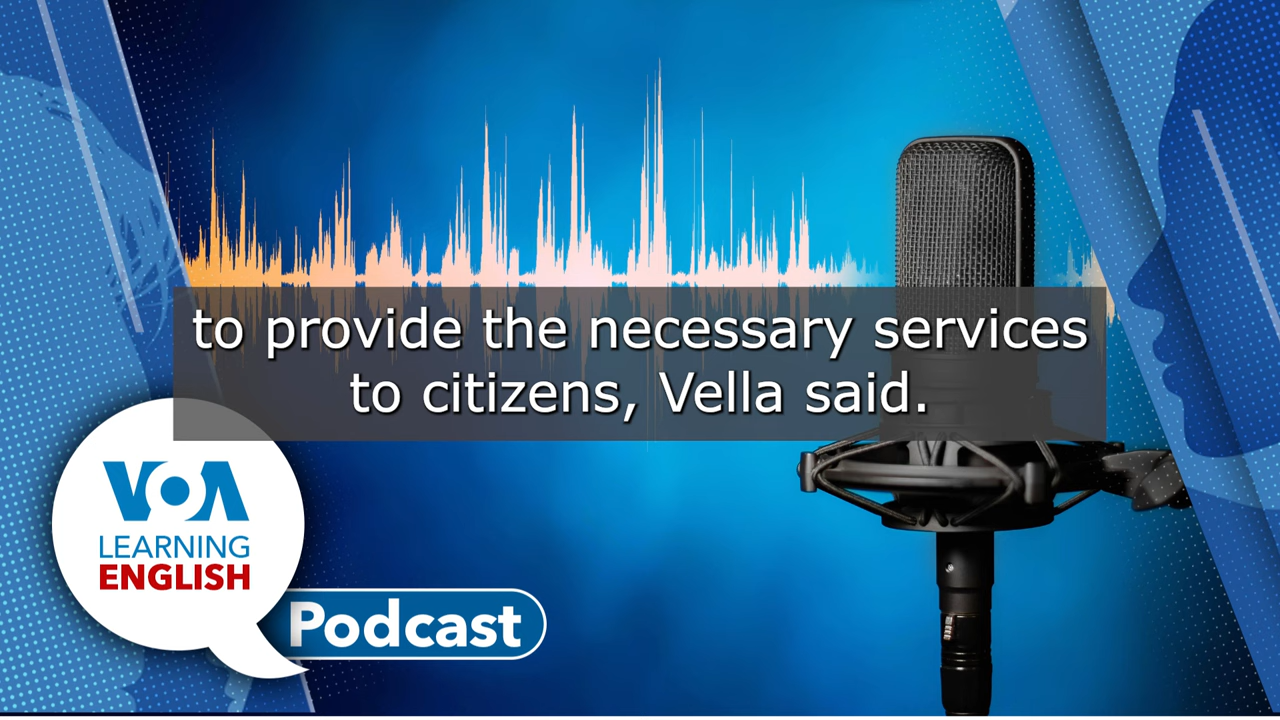 to provide the necessary services
to citizens, Vella said.
VOA
LEARNING
ENGLISH
Podcast